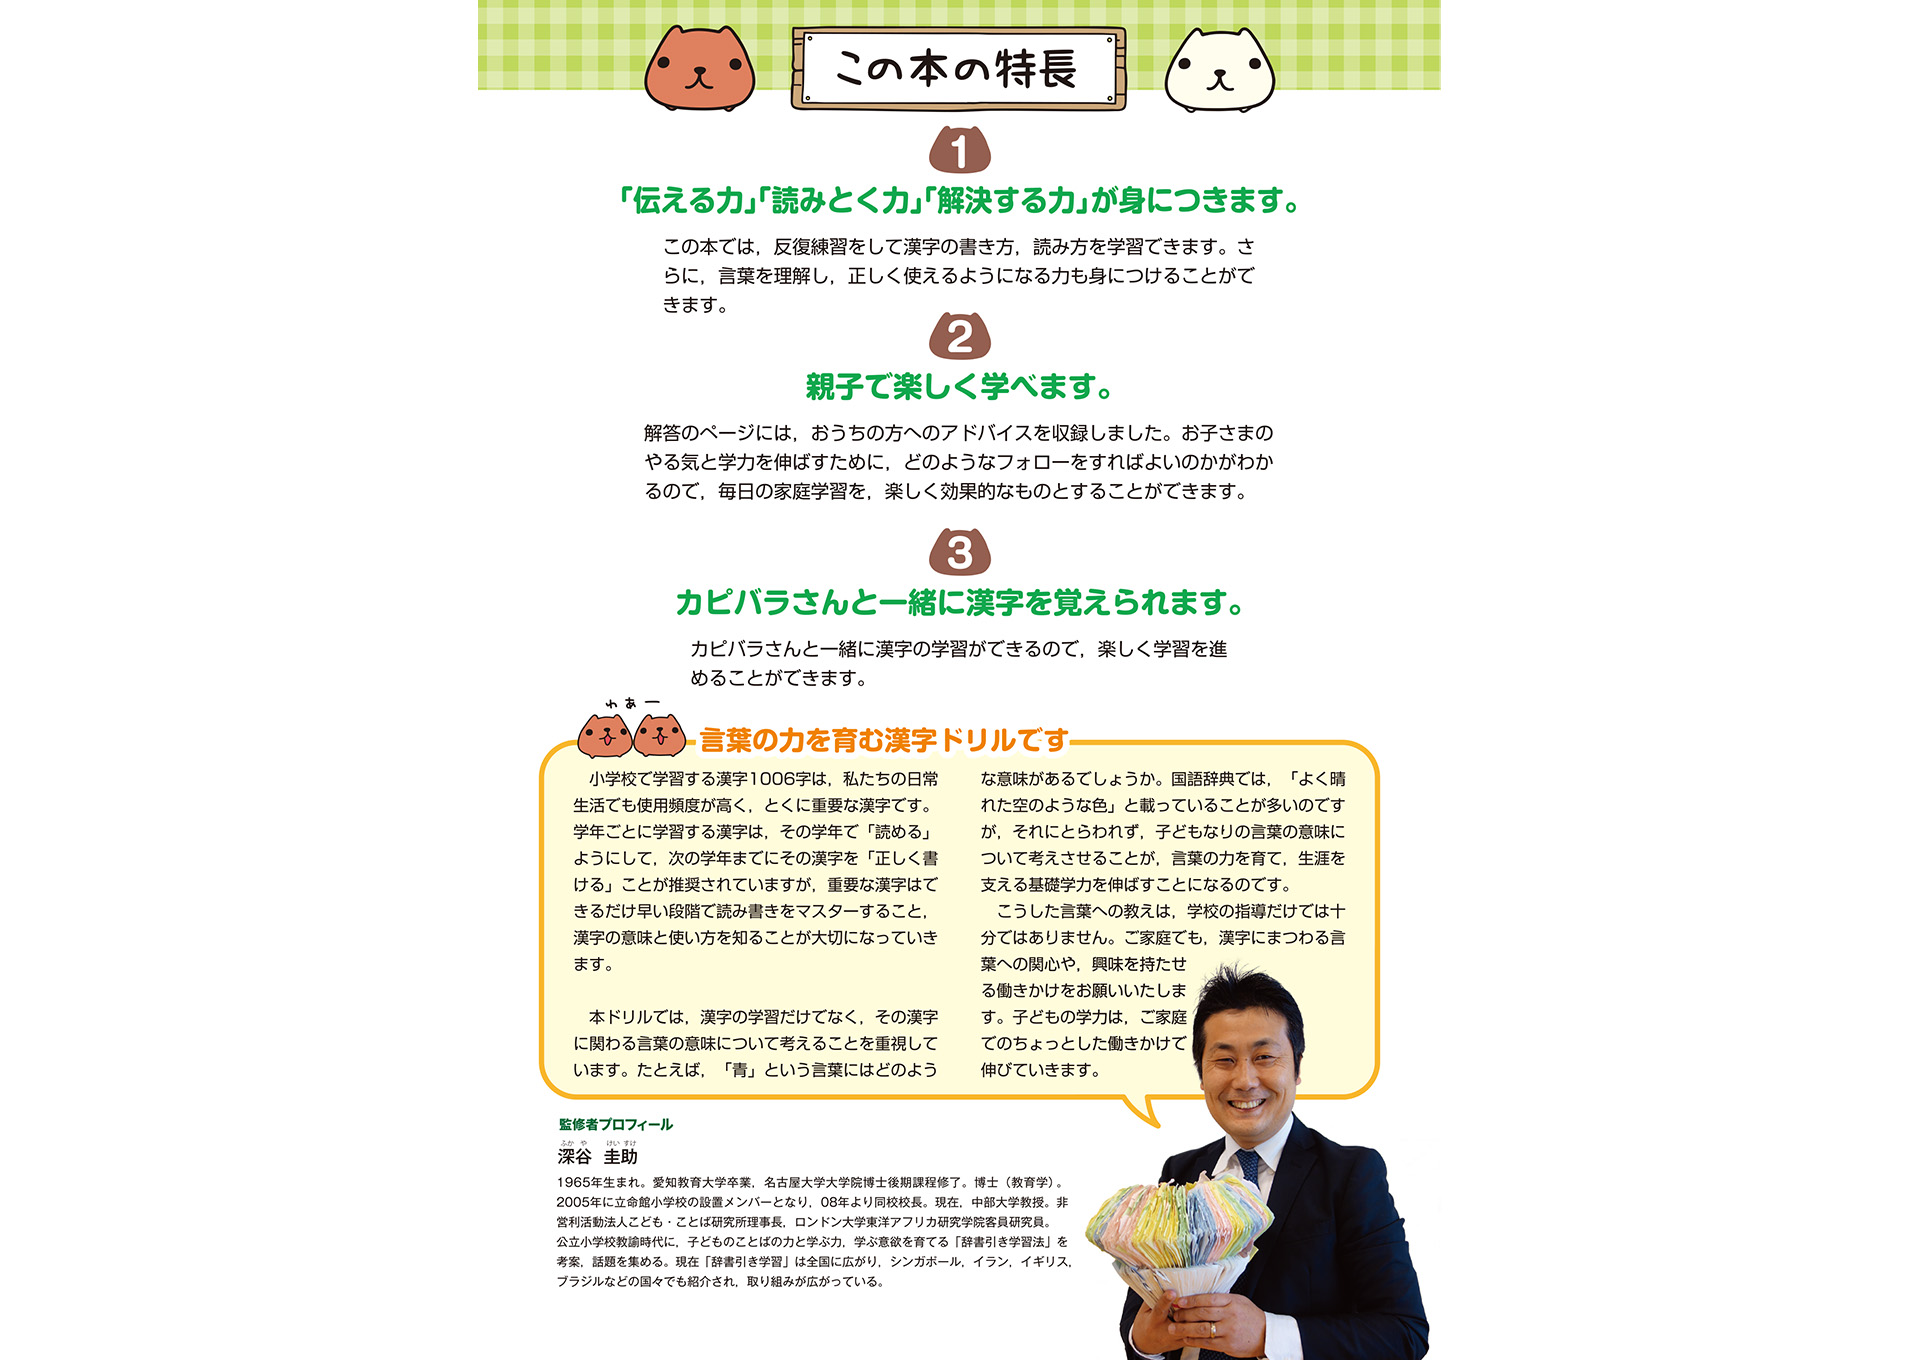 この本の特長
1
「伝える力」「読みとく力」「解決する力」が身につきます。
この本では，反復練習をして漢字の書き方，読み方を学習できます。さ
らに，言葉を理解し，正しく使えるようになる力も身につけることがで
きます。
2
親子で楽しく学べます。
解答のページには，おうちの方へのアドバイスを収録しました。お子さまの
やる気と学力を伸ばすために，どのようなフォローをすればよいのかがわか
るので，毎日の家庭学習を，楽しく効果的なものとすることができます。
3
カピバラさんと一緒に漢字を覚えられます。
カピバラさんと一緒に漢字の学習ができるので，楽しく学習を進
めることができます。
わあー
言葉の力を育む漢字ドリルです
小学校で学習する漢字1006字は，私たちの日常
生活でも使用頻度が高く，とくに重要な漢字です。
学年ごとに学習する漢字は，その学年で「読める」
ようにして，次の学年までにその漢字を「正しく書
ける」ことが推奨されていますが，重要な漢字はで
きるだけ早い段階で読み書きをマスターすること，
漢字の意味と使い方を知ることが大切になっていき
ます。
本ドリルでは，漢字の学習だけでなく，その漢字
に関わる言葉の意味について考えることを重視して
います。たとえば，「青」という言葉にはどのよう
な意味があるでしょうか。国語辞典では，「よく晴
れた空のような色」と載っていることが多いのです
が，それにとらわれず，子どもなりの言葉の意味に
ついて考えさせることが，言葉の力を育て，生涯を
支える基礎学力を伸ばすことになるのです。
こうした言葉への教えは，学校の指導だけでは十
分ではありません。ご家庭でも，漢字にまつわる言
葉への関心や，興味を持たせ
る働きかけをお願いいたしま
す。子どもの学力は，ご家庭
でのちょっとした働きかけで
伸びていきます。
監修者プロフィール
ふか や けい すけ
深谷 圭助
1965年生まれ。愛知教育大学卒業，名古屋大学大学院博士後期課程修了。博士（教育学）。
2005年に立命館小学校の設置メンバーとなり，08年より同校校長。現在，中部大学教授。非
営利活動法人こども・ことば研究所理事長，ロンドン大学東洋アフリカ研究学院客員研究員。
公立小学校教諭時代に，子どものことばの力と学ぶ力，学ぶ意欲を育てる「辞書引き学習法」を
考案，話題を集める。現在「辞書引き学習」は全国に広がり，シンガポール，イラン，イギリス，
ブラジルなどの国々でも紹介され，取り組みが広がっている。